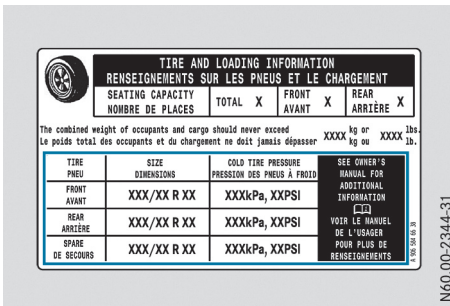 TIRE AND LOADING INFORMATION
RENSEIGNEMENTS SUR LES PNEUS ET LE CHARGEMENT
SEATING CAPACITY
NOMBRE DE PLACES
TOTAL X
FRONT
AVANT
X
REAR
ARRIÈRE
X
The combined weight of occupants and cargo should never exceed XXXX kg or XXXX lbs.
Le poids total des occupants et du chargement ne doit jamais dépasser kg ou lb.
TIRE
PNEU
SIZE
DIMENSIONS
COLD TIRE PRESSURE
PRESSION DES PNEUS À FROID
FRONT
AVANT
XXX/XX R XX
XXXkPa, XXPSI
REAR
ARRIÈRE
XXX/XX R XX
XXXkPa, XXPSI
SPARE
DE SECOURS
XXX/XX R XX
XXXkPa, XXPSI
SEE OWNER'S
MANUAL FOR
ADDITIONAL
INFORMATION
VOIR LE MANUEL
DE L'USAGER
POUR PLUS DE
RENSEIGNEMENTS
A 906 584 66 38
N60.00-2344-31